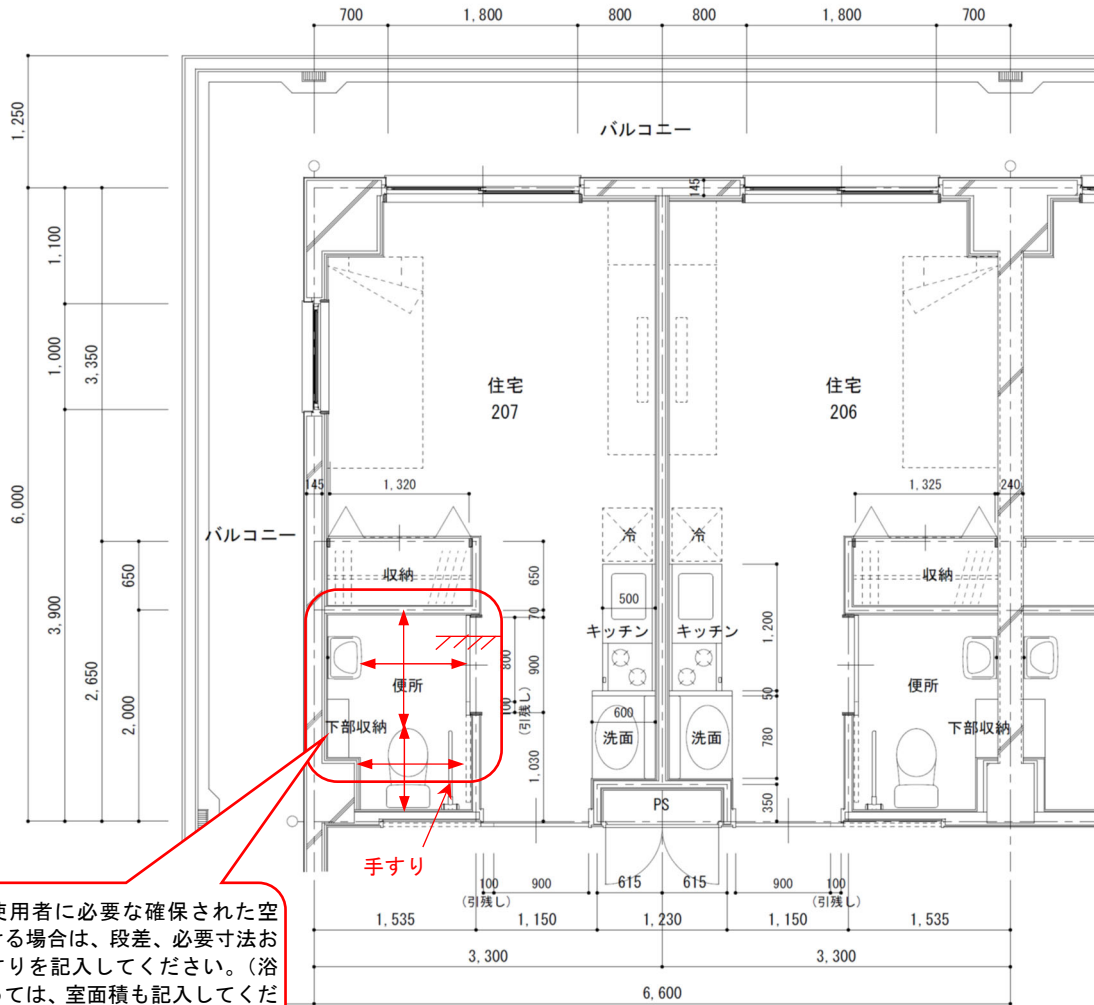 700 1,800 800 800 1,800 700
1,250
バルコニー
145
1,100
1,000
3,350
6,000
住宅
207
住宅
206
145 1,320
1,325 240
バルコニー
冷 冷
収納
収納
650
650
70
500
キッチン キッチン
1,200
3,900
2,650
2,000
800
900
便所
便所
100
(引残し)
50
下部収納
下部収納
600
洗面 洗面
780
1,030
350
PS
手すり
100 900 615 615 900 100
(引残し) (引残し)
1,535 1,150 1,230 1,150 1,535
3,300 3,300
6,600
使用者に必要な確保された空
ける場合は、段差、必要寸法お
すりを記入してください。(浴
っては、室面積も記入してくだ